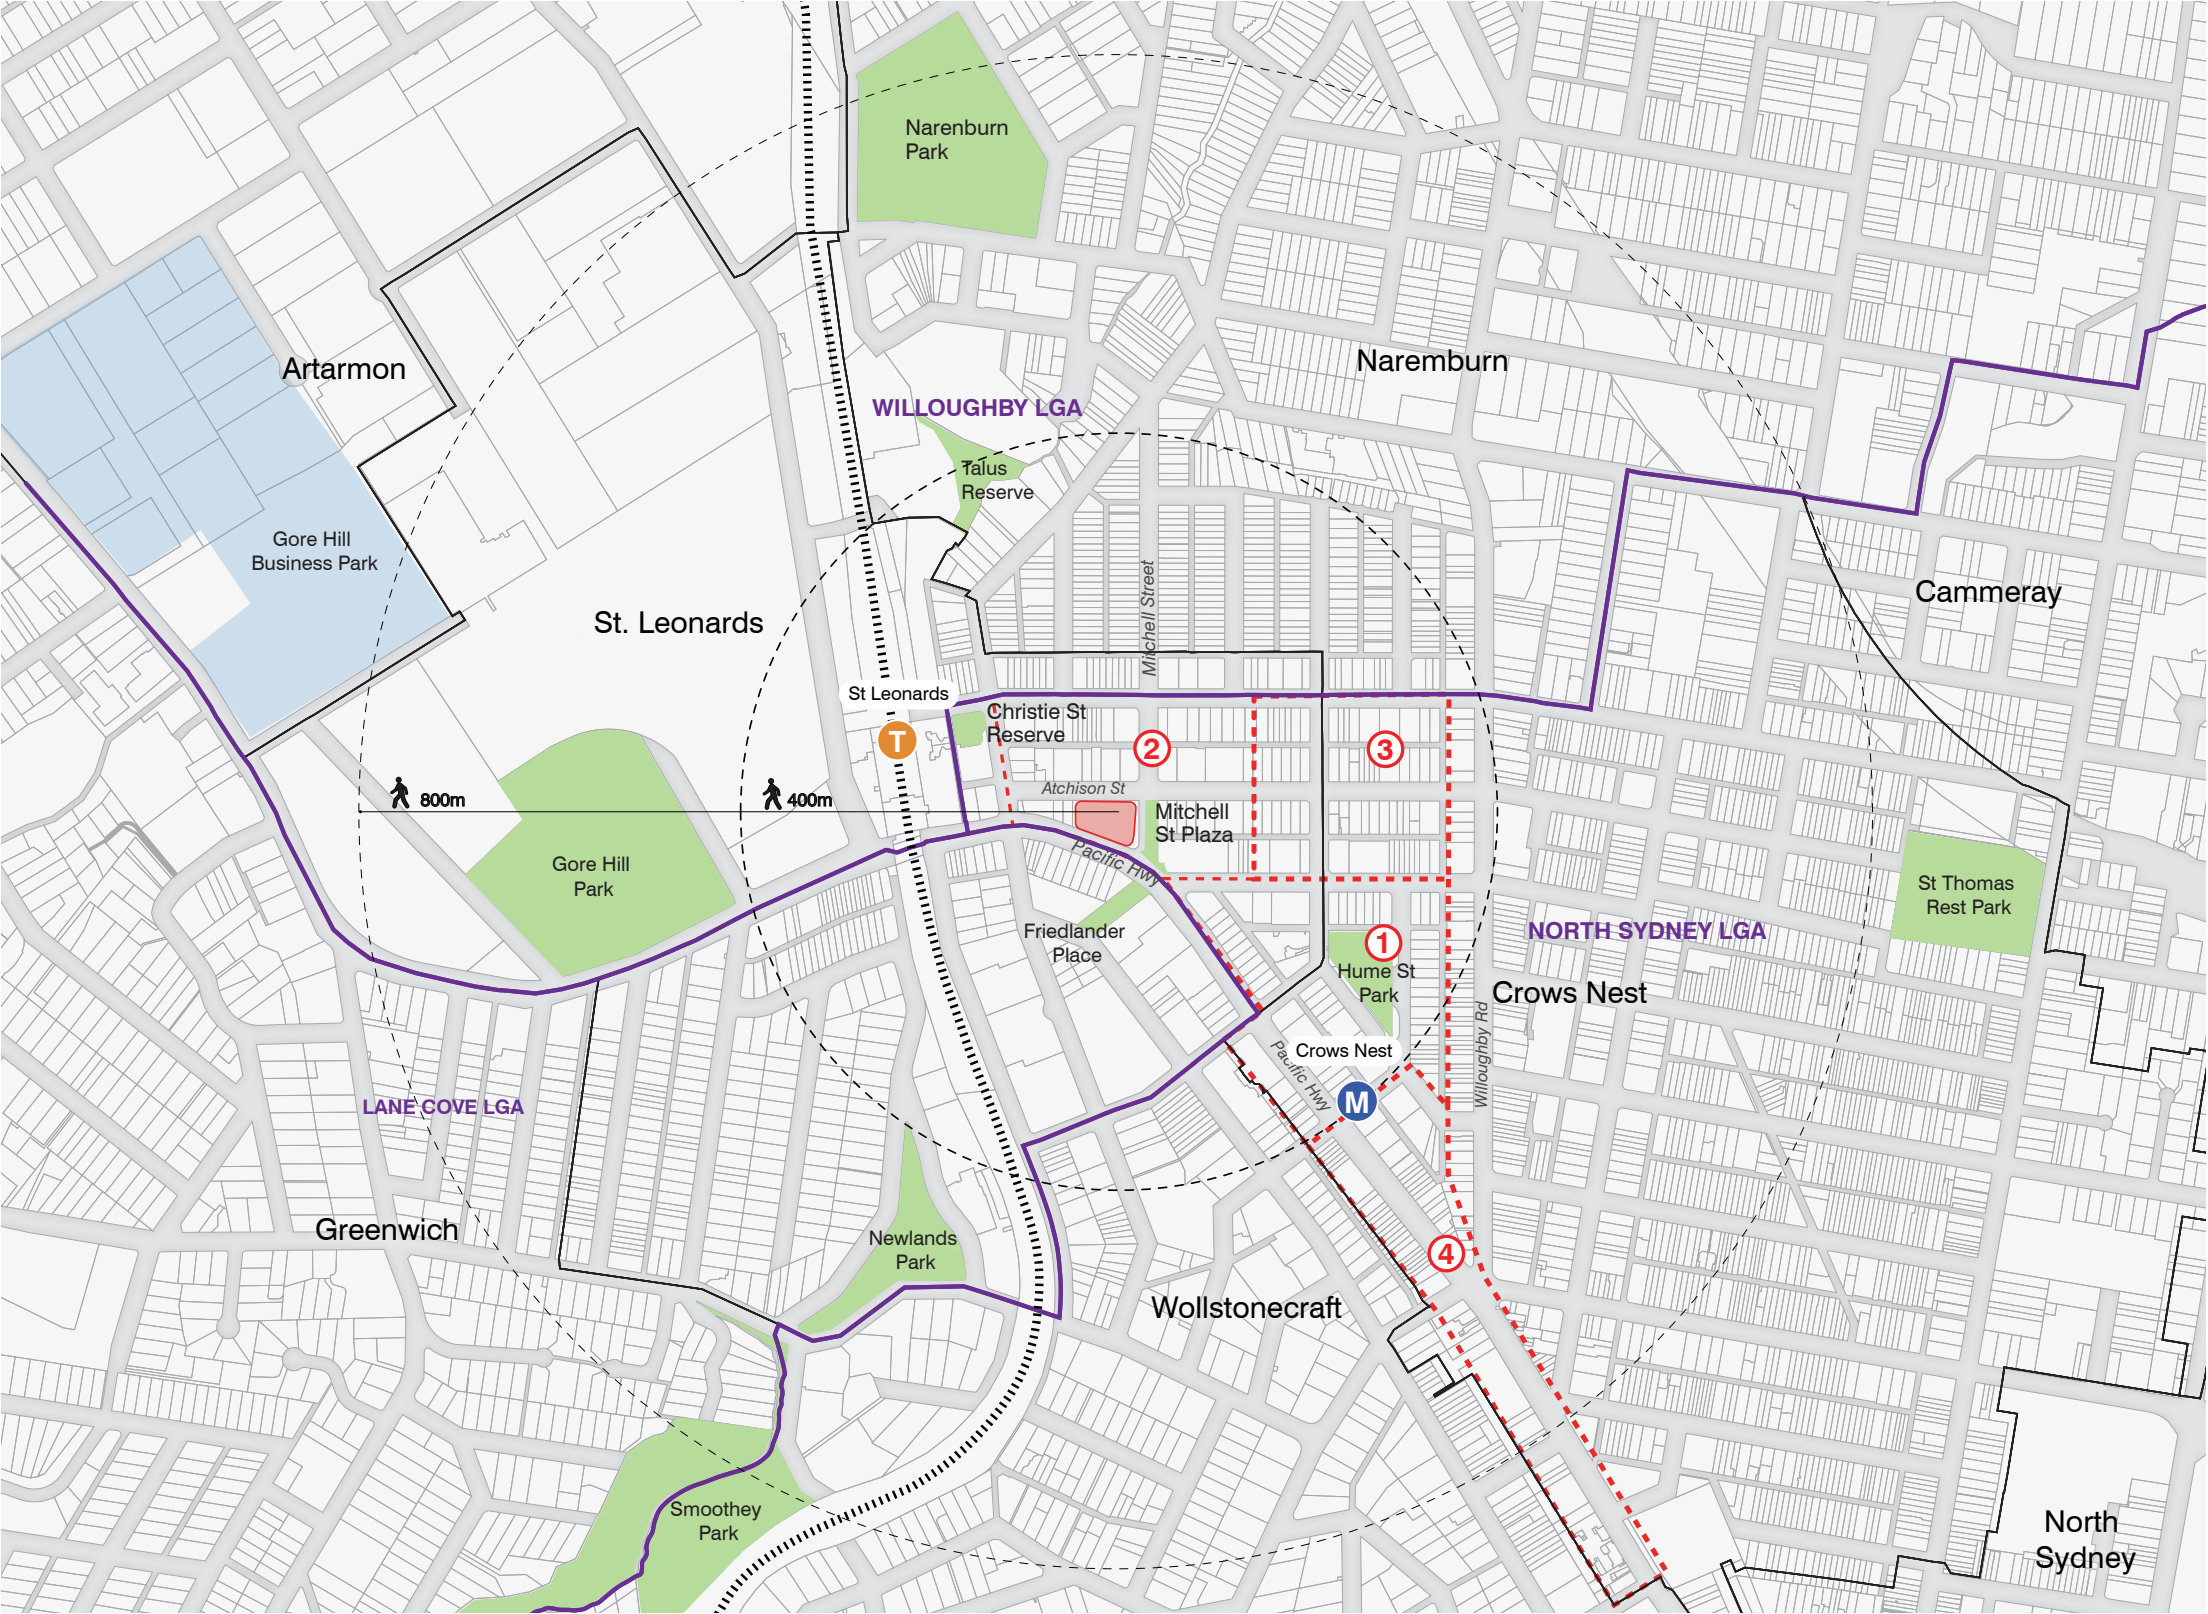 Narenburn
Park
Artarmon
Naremburn
WILLOUGHBY LGA
Talus
Reserve
Gore Hill
Business Park
Mitchell Street
Cammeray
St. Leonards
St Leonards
T
Christie St
Reserve
2
3
Atchison St
800m
400m
Mitchell
St Plaza
Pacific Hwy
Gore Hill
Park
St Thomas
Rest Park
Friedlander
Place
NORTH SYDNEY LGA
1
Hume St
Park
Crows Nest
Willoughby Rd
Crows Nest
Pacific Hwy
M
LANE COVE LGA
Greenwich
Newlands
Park
4
Wollstonecraft
Smoothey
Park
North
Sydney